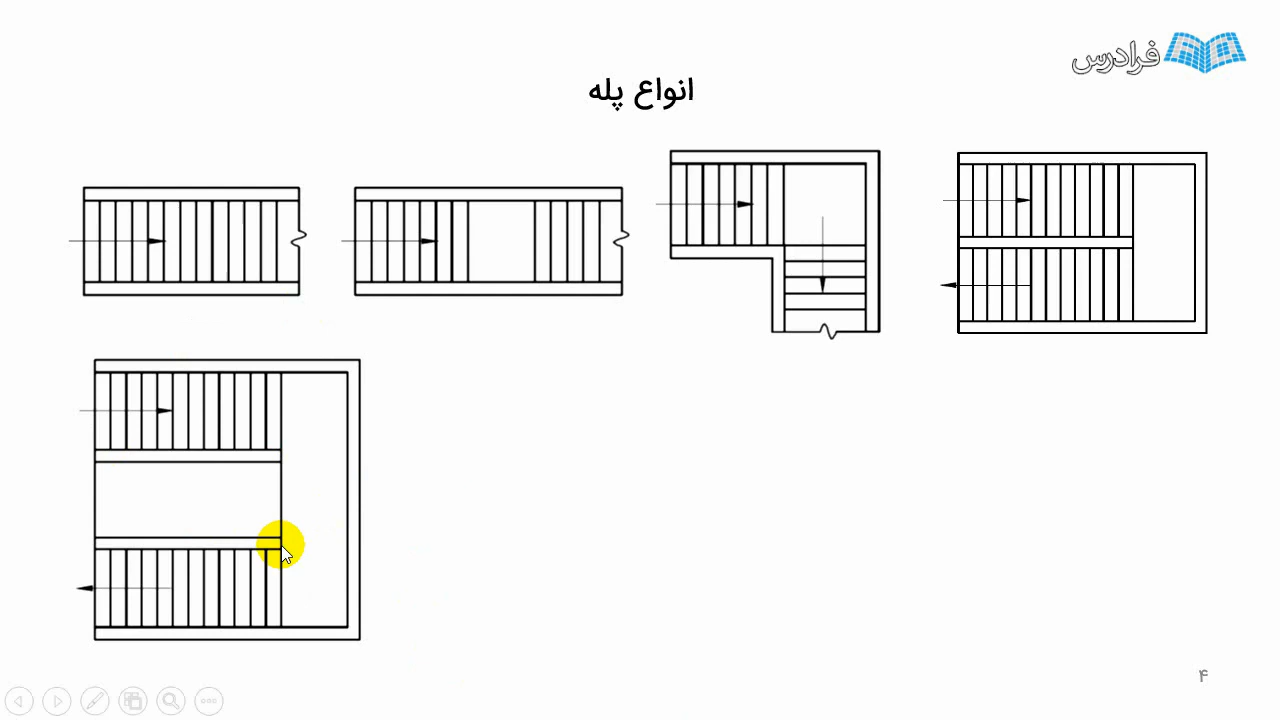 فرادرس
انواع پله
۴